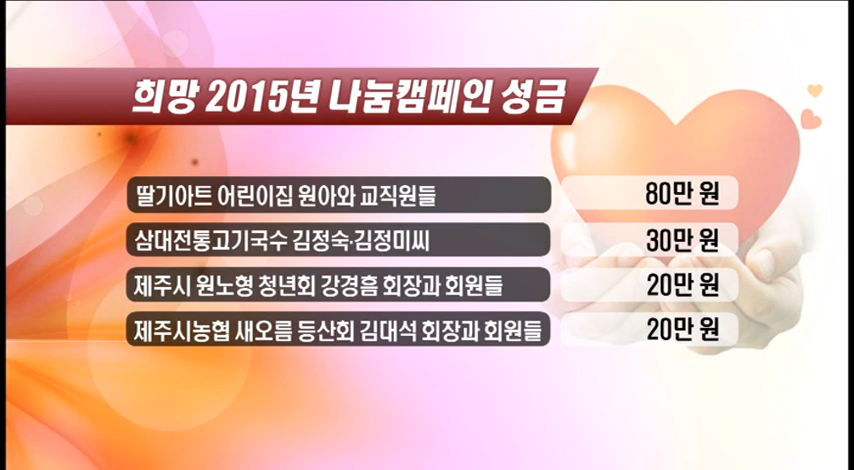 희망 2015년 나눔캠페인 성금
딸기아트 어린이집 원아와 교직원들 80만 원
삼대전통고기국수 김정숙·김정미씨 30만 원
제주시 원노형 청년회 강경흠 회장과 회원들 20만 원
제주시농협 새오름 등산회 김대석 회장과 회원들 20만 원